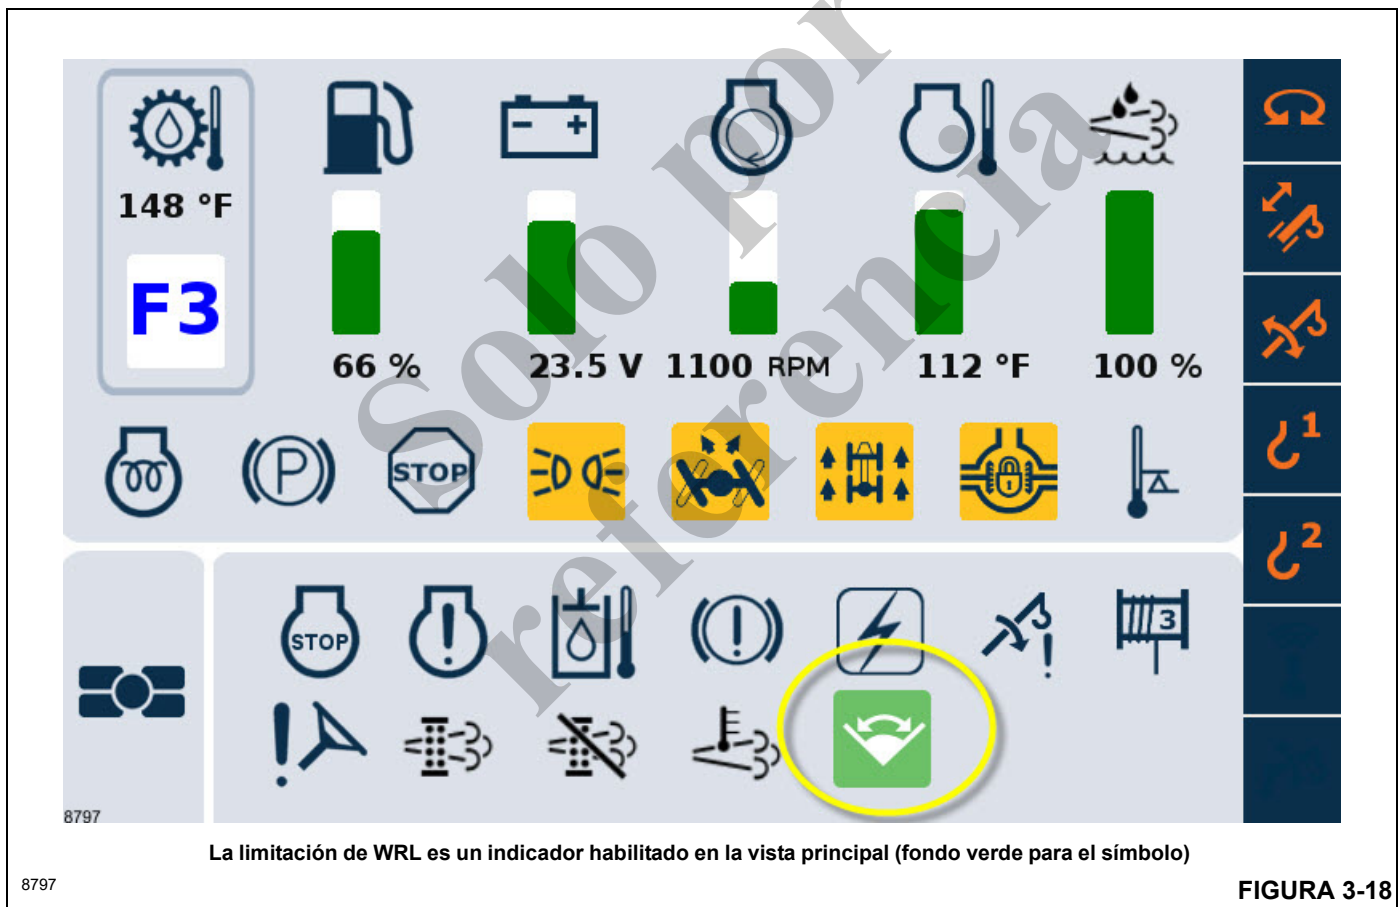 148 °F
F3
66 %
23.5 V
1100 RPM
112 °F
100 %
P
STOP
1
2
STOP
3
Solo por
referencia
8797
La limitación de WRL es un indicador habilitado en la vista principal (fondo verde para el símbolo)
8797
FIGURA 3-18